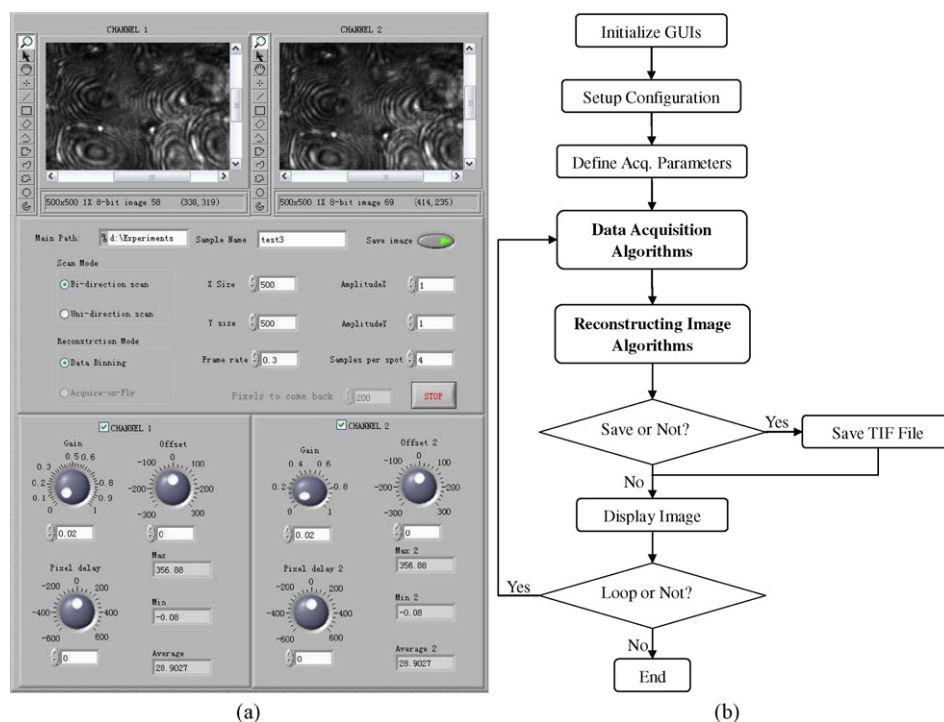 CHANNEL 1
CHANNEL 2
500x500 1X 8-bit image 58 (338,319)
500x500 1X 8-bit image 69 (414,235)
Main Path: d:\Experiments Sample Name test3 Save image
Scan Mode
Bi-direction scan
Uni-direction scan
X Size 500 AmplitudeX 1
Y size 500 AmplitudeY 1
Reconstrction Mode
Data Binning
Acquire-on-Fly
Frame rate 0.3 Samples per spot 4
Pixels to come back 200 STOP
CHANNEL 1
Gain
0 0.1 0.2 0.3 0.5 0.6 0.8 0.9 1
0.02
Offset
-300 -200 -100 0 100 200 300
0
Pixel delay
-600 -400 -200 0 200 400 600
0
Max
356.88
Min
-0.08
Average
28.9027
CHANNEL 2
Gain
0 0.2 0.4 0.6 0.8 1
0.02
Offset 2
-300 -200 -100 0 100 200 300
0
Pixel delay 2
-600 -400 -200 0 200 400 600
0
Max 2
356.88
Min 2
-0.08
Average 2
28.9027
(a)
Initialize GUIs
Setup Configuration
Define Acq. Parameters
Data Acquisition
Algorithms
Reconstructing Image
Algorithms
Save or Not?
Yes
Save TIF File
No
Display Image
Yes
Loop or Not?
No
End
(b)